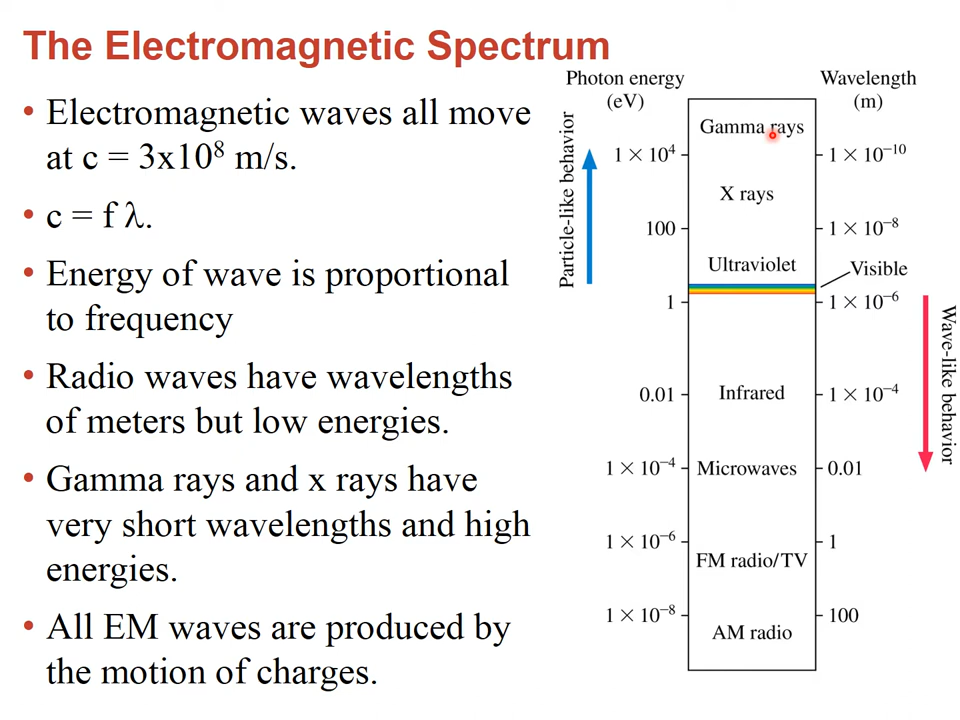 The Electromagnetic Spectrum
• Electromagnetic waves all move
at c = 3x10⁸ m/s.
• c = f λ.
• Energy of wave is proportional
to frequency
• Radio waves have wavelengths
of meters but low energies.
• Gamma rays and x rays have
very short wavelengths and high
energies.
• All EM waves are produced by
the motion of charges.
Photon energy
(eV)
Wavelength
(m)
Particle-like behavior
Gamma rays
1 × 10⁴
1 × 10⁻¹⁰
X rays
100
1 × 10⁻⁸
Ultraviolet
Visible
1
1 × 10⁻⁶
Wave-like behavior
0.01
Infrared
1 × 10⁻⁴
1 × 10⁻⁴
Microwaves
0.01
1 × 10⁻⁶
1
FM radio/TV
1 × 10⁻⁸
100
AM radio